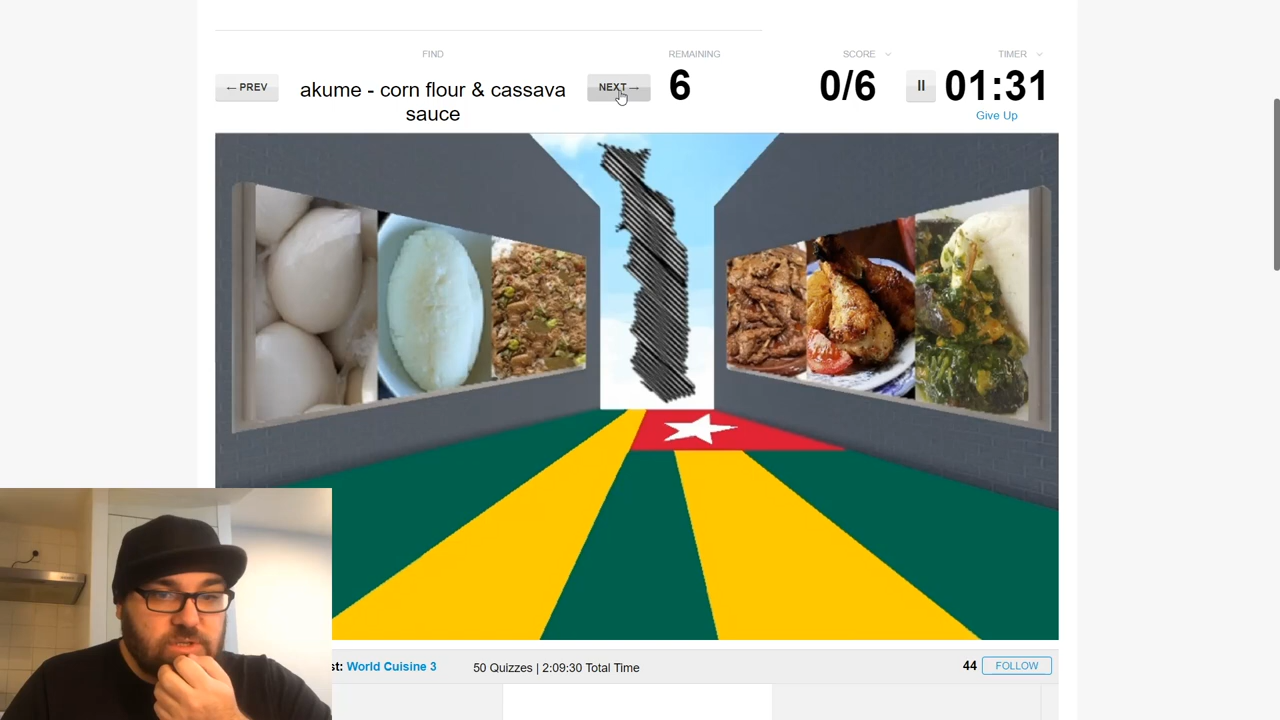 FIND
REMAINING
SCORE
TIMER
← PREV
akume - corn flour & cassava
sauce
NEXT →
6
0/6
01:31
Give Up
st: World Cuisine 3
50 Quizzes | 2:09:30 Total Time
44
FOLLOW